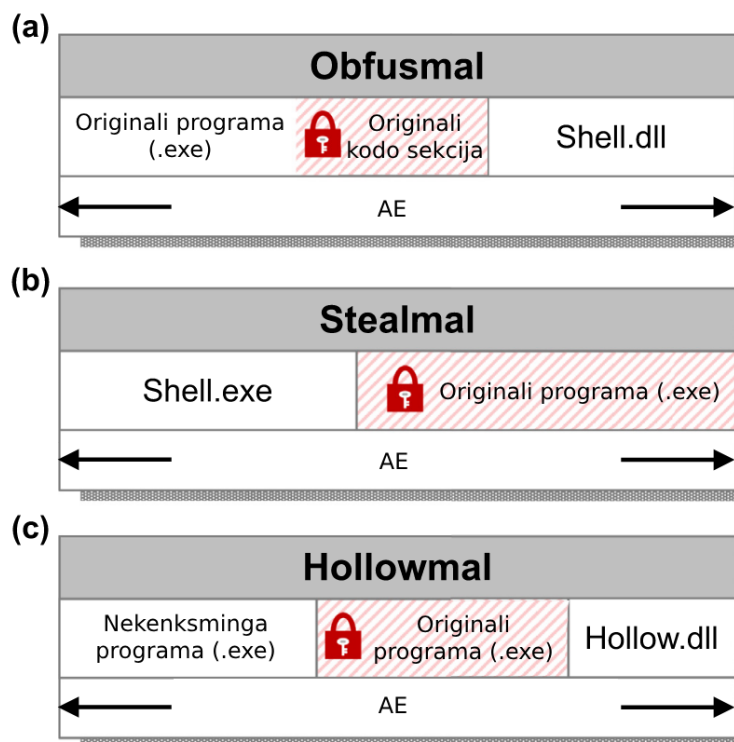 (a)
Obfusmal
Originali programa
(.exe)
Originali
kodo sekcija
Shell.dll
AE
(b)
Stealmal
Shell.exe
Originali programa (.exe)
AE
(c)
Hollowmal
Nekenksminga
programa (.exe)
Originali
programa (.exe)
Hollow.dll
AE